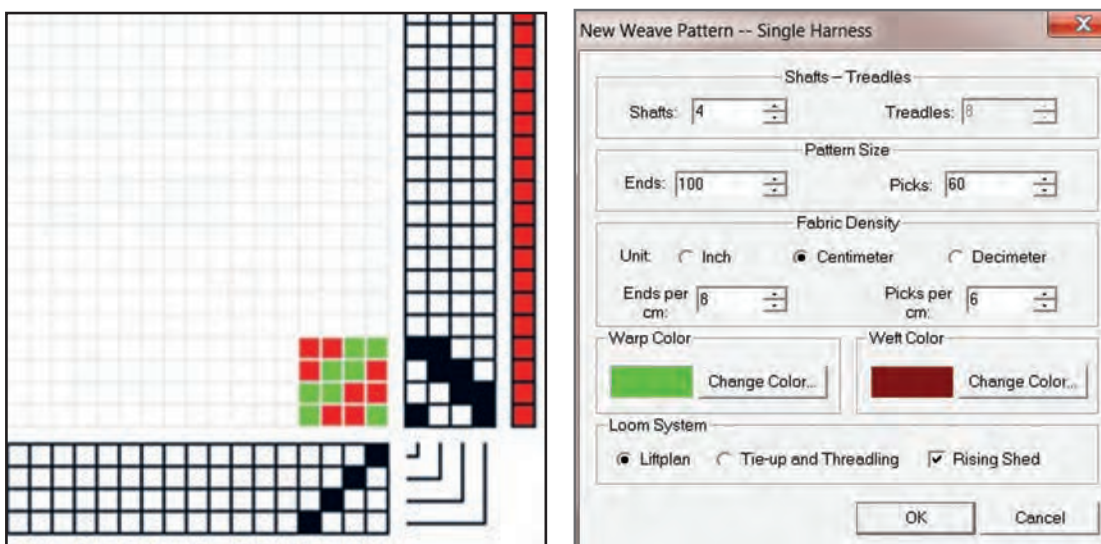 New Weave Pattern -- Single Harness
Shafts – Treadles
Shafts: 4 Treadles: 8
Pattern Size
Ends: 100 Picks: 60
Fabric Density
Unit: Inch Centimeter Decimeter
Ends per cm: 8 Picks per cm: 6
Warp Color Weft Color
Change Color... Change Color...
Loom System
Liftplan Tie-up and Threadling Rising Shed
OK Cancel